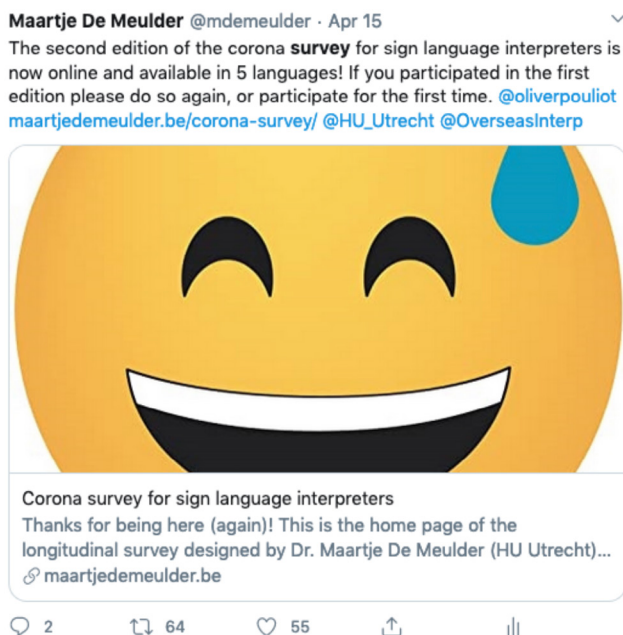 Maartje De Meulder @mdemeulder · Apr 15
The second edition of the corona survey for sign language interpreters is
now online and available in 5 languages! If you participated in the first
edition please do so again, or participate for the first time. @oliverpouliot
maartjedemeulder.be/corona-survey/ @HU_Utrecht @OverseasInterp
Corona survey for sign language interpreters
Thanks for being here (again)! This is the home page of the
longitudinal survey designed by Dr. Maartje De Meulder (HU Utrecht)...
maartjedemeulder.be
2 64 55